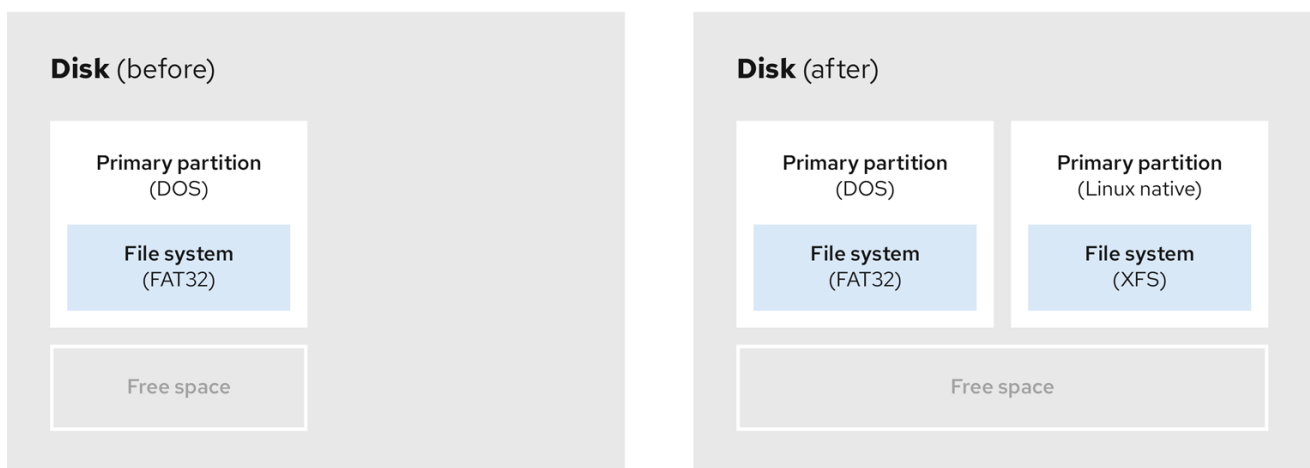 Disk (before)
Primary partition
(DOS)
File system
(FAT32)
Free space
Disk (after)
Primary partition
(DOS)
File system
(FAT32)
Primary partition
(Linux native)
File system
(XFS)
Free space